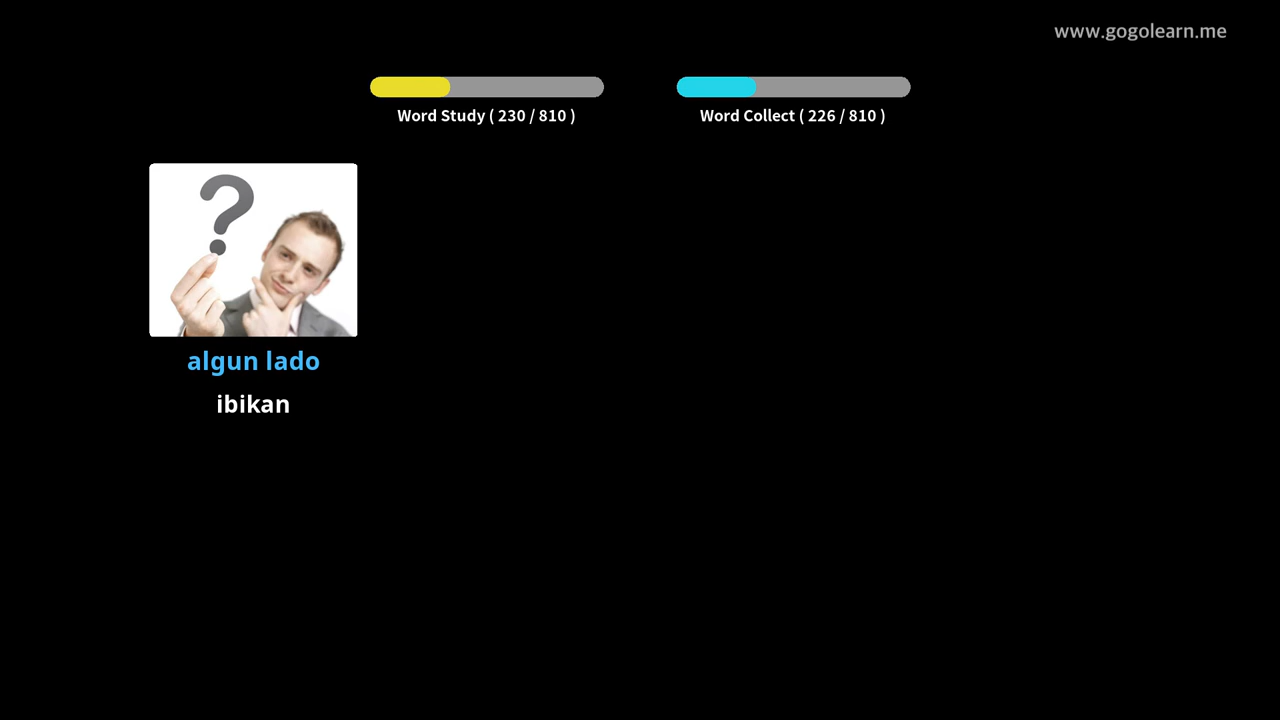 www.gogolearn.me
Word Study ( 230 / 810 )
Word Collect ( 226 / 810 )
?
algun lado
ibikan